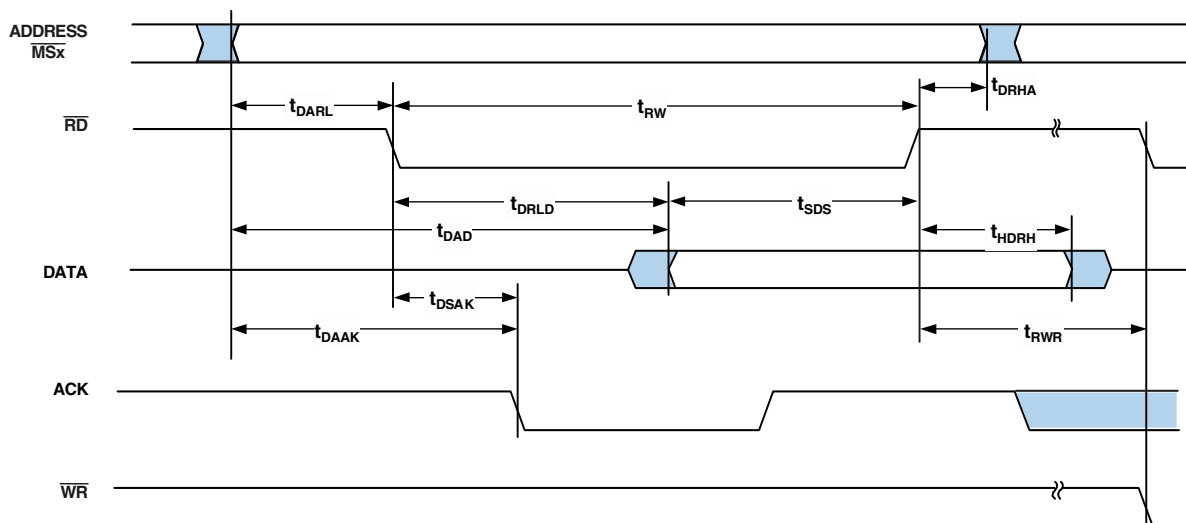 ADDRESS
MSx
tDARL
tRW
tDRHA
RD
tDRLD
tSDS
tDAD
tHDRH
DATA
tDSAK
tDAAK
tRWR
ACK
WR